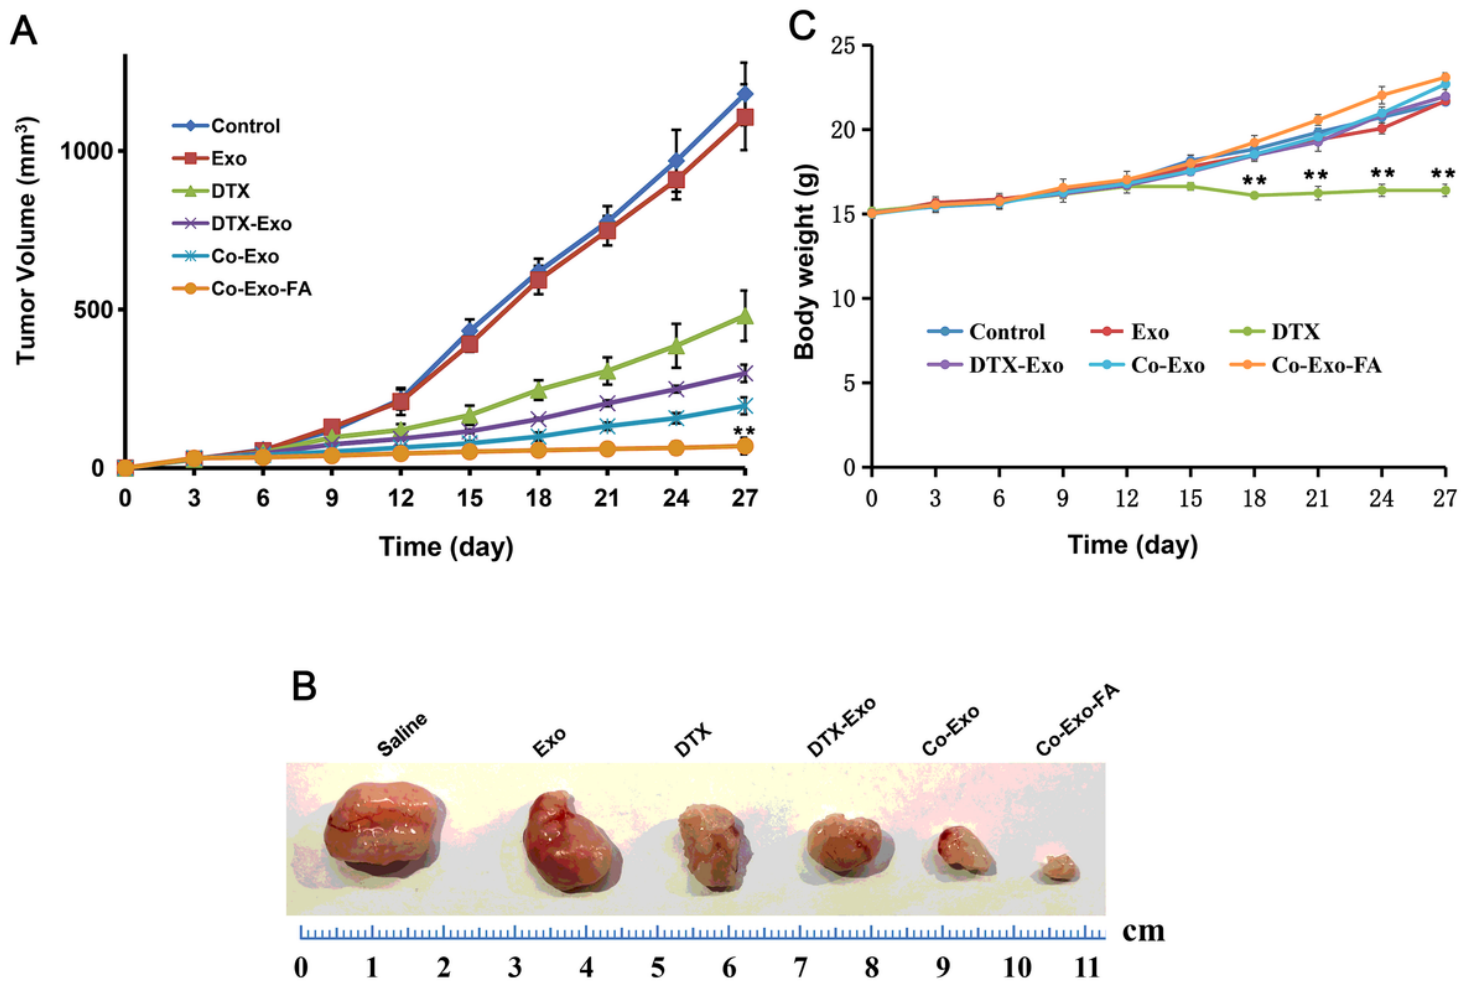 A
Tumor Volume (mm³)
1000
500
0
Control
Exo
DTX
DTX-Exo
Co-Exo
Co-Exo-FA
**
0 3 6 9 12 15 18 21 24 27
Time (day)
C
Body weight (g)
25
20
15
10
5
0
** ** ** **
Control Exo DTX
DTX-Exo Co-Exo Co-Exo-FA
0 3 6 9 12 15 18 21 24 27
Time (day)
B
Saline Exo DTX DTX-Exo Co-Exo Co-Exo-FA
cm
0 1 2 3 4 5 6 7 8 9 10 11